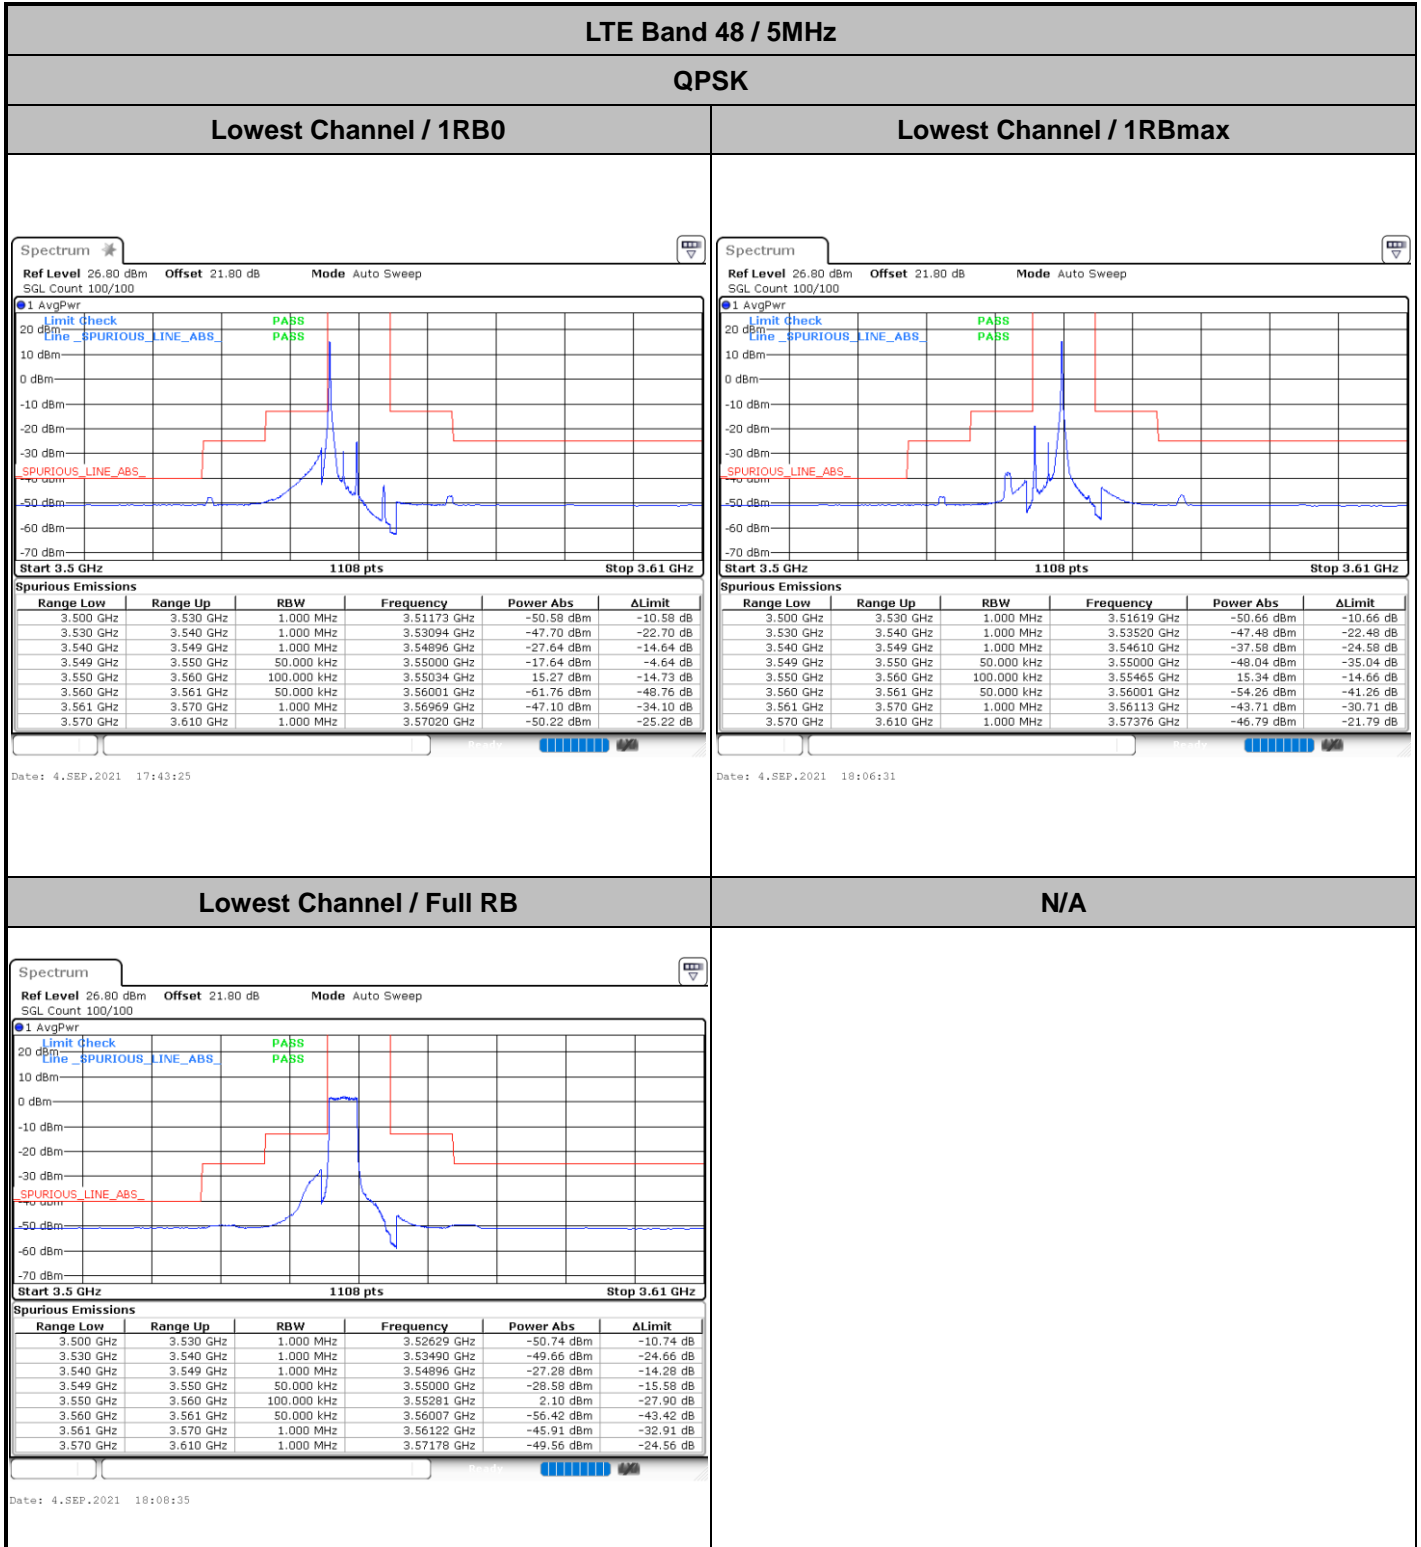 LTE Band 48 / 5MHz
QPSK
Lowest Channel / 1RB0
Lowest Channel / 1RBmax
Spectrum
Ref Level 26.80 dBm Offset 21.80 dB Mode Auto Sweep
SGL Count 100/100
1 AvgPwr
Limit Check PASS
20 dBm
Line _SPURIOUS_LINE_ABS_ PASS
10 dBm
0 dBm
-10 dBm
-20 dBm
-30 dBm
_SPURIOUS_LINE_ABS_
-40 dBm
-50 dBm
-60 dBm
-70 dBm
Start 3.5 GHz 1108 pts Stop 3.61 GHz
Spurious Emissions
Range Low Range Up RBW Frequency Power Abs ΔLimit
3.500 GHz 3.530 GHz 1.000 MHz 3.51173 GHz -50.58 dBm -10.58 dB
3.530 GHz 3.540 GHz 1.000 MHz 3.53094 GHz -47.70 dBm -22.70 dB
3.540 GHz 3.549 GHz 1.000 MHz 3.54896 GHz -27.64 dBm -14.64 dB
3.549 GHz 3.550 GHz 50.000 kHz 3.55000 GHz -17.64 dBm -4.64 dB
3.550 GHz 3.560 GHz 100.000 kHz 3.55034 GHz 15.27 dBm -14.73 dB
3.560 GHz 3.561 GHz 50.000 kHz 3.56001 GHz -61.76 dBm -48.76 dB
3.561 GHz 3.570 GHz 1.000 MHz 3.56969 GHz -47.10 dBm -34.10 dB
3.570 GHz 3.610 GHz 1.000 MHz 3.57020 GHz -50.22 dBm -25.22 dB
Ready
Date: 4.SEP.2021 17:43:25
Spectrum
Ref Level 26.80 dBm Offset 21.80 dB Mode Auto Sweep
SGL Count 100/100
1 AvgPwr
Limit Check PASS
20 dBm
Line _SPURIOUS_LINE_ABS_ PASS
10 dBm
0 dBm
-10 dBm
-20 dBm
-30 dBm
_SPURIOUS_LINE_ABS_
-40 dBm
-50 dBm
-60 dBm
-70 dBm
Start 3.5 GHz 1108 pts Stop 3.61 GHz
Spurious Emissions
Range Low Range Up RBW Frequency Power Abs ΔLimit
3.500 GHz 3.530 GHz 1.000 MHz 3.51619 GHz -50.66 dBm -10.66 dB
3.530 GHz 3.540 GHz 1.000 MHz 3.53520 GHz -47.48 dBm -22.48 dB
3.540 GHz 3.549 GHz 1.000 MHz 3.54610 GHz -37.58 dBm -24.58 dB
3.549 GHz 3.550 GHz 50.000 kHz 3.55000 GHz -48.04 dBm -35.04 dB
3.550 GHz 3.560 GHz 100.000 kHz 3.55465 GHz 15.34 dBm -14.66 dB
3.560 GHz 3.561 GHz 50.000 kHz 3.56001 GHz -54.26 dBm -41.26 dB
3.561 GHz 3.570 GHz 1.000 MHz 3.56113 GHz -43.71 dBm -30.71 dB
3.570 GHz 3.610 GHz 1.000 MHz 3.57376 GHz -46.79 dBm -21.79 dB
Ready
Date: 4.SEP.2021 18:06:31
Lowest Channel / Full RB
N/A
Spectrum
Ref Level 26.80 dBm Offset 21.80 dB Mode Auto Sweep
SGL Count 100/100
1 AvgPwr
Limit Check PASS
20 dBm
Line _SPURIOUS_LINE_ABS_ PASS
10 dBm
0 dBm
-10 dBm
-20 dBm
-30 dBm
_SPURIOUS_LINE_ABS_
-40 dBm
-50 dBm
-60 dBm
-70 dBm
Start 3.5 GHz 1108 pts Stop 3.61 GHz
Spurious Emissions
Range Low Range Up RBW Frequency Power Abs ΔLimit
3.500 GHz 3.530 GHz 1.000 MHz 3.52629 GHz -50.74 dBm -10.74 dB
3.530 GHz 3.540 GHz 1.000 MHz 3.53490 GHz -49.66 dBm -24.66 dB
3.540 GHz 3.549 GHz 1.000 MHz 3.54896 GHz -27.28 dBm -14.28 dB
3.549 GHz 3.550 GHz 50.000 kHz 3.55000 GHz -28.58 dBm -15.58 dB
3.550 GHz 3.560 GHz 100.000 kHz 3.55281 GHz 2.10 dBm -27.90 dB
3.560 GHz 3.561 GHz 50.000 kHz 3.56007 GHz -56.42 dBm -43.42 dB
3.561 GHz 3.570 GHz 1.000 MHz 3.56122 GHz -45.91 dBm -32.91 dB
3.570 GHz 3.610 GHz 1.000 MHz 3.57178 GHz -49.56 dBm -24.56 dB
Ready
Date: 4.SEP.2021 18:08:35